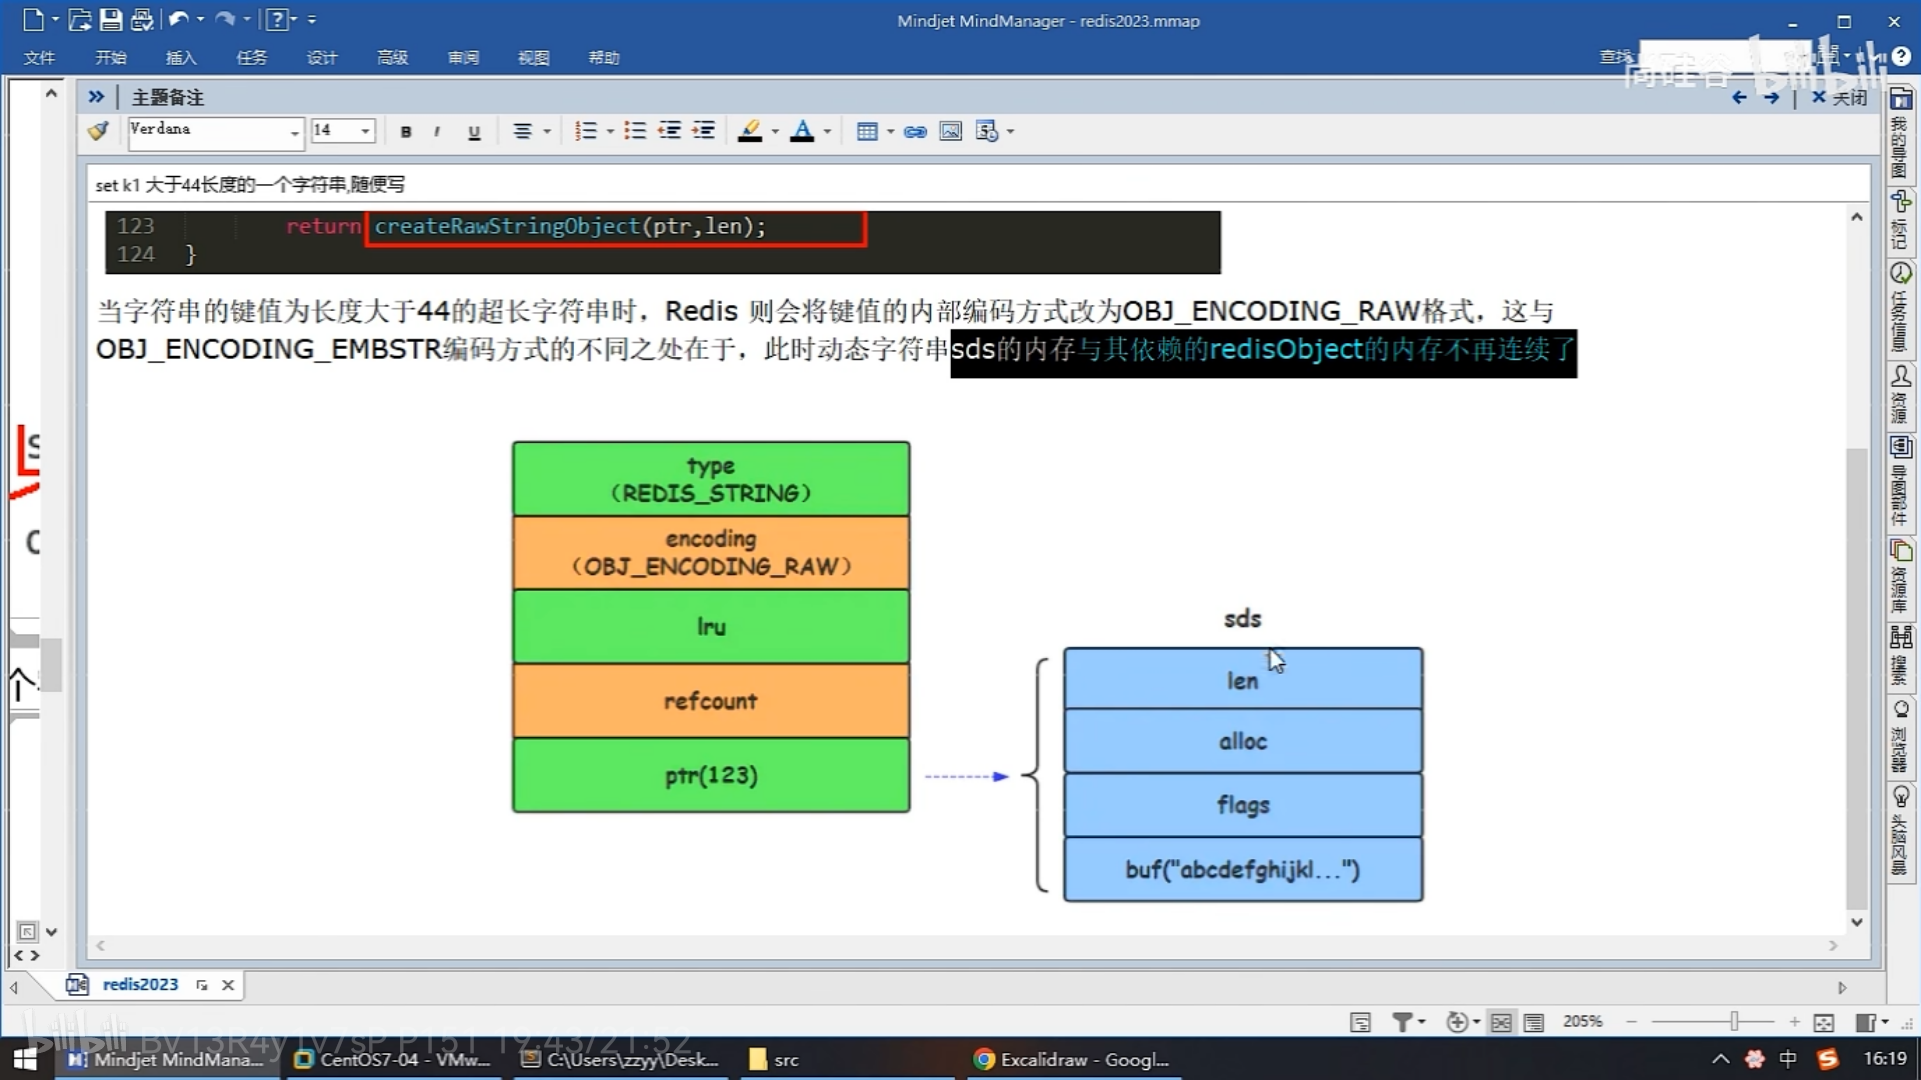 Mindjet MindManager - redis2023.mmap
文件 开始 插入 任务 设计 高级 审阅 视图 帮助 查找
尚硅谷 bilibili
主题备注 关闭
Verdana 14 B I U
set k1 大于44长度的一个字符串,随便写
123 return createRawStringObject(ptr,len);
124 }
当字符串的键值为长度大于44的超长字符串时，Redis 则会将键值的内部编码方式改为OBJ_ENCODING_RAW格式，这与
OBJ_ENCODING_EMBSTR编码方式的不同之处在于，此时动态字符串sds的内存与其依赖的redisObject的内存不再连续了
type
（REDIS_STRING）
encoding
（OBJ_ENCODING_RAW）
lru
refcount
ptr(123)
sds
len
alloc
flags
buf("abcdefghijkl...")
我的导图
标记
任务信息
资源
导图部件
资源库
搜索
浏览器
头脑风暴
redis2023
205%
bilibili BV13R4y1v7sP P151 19:43/21:52
Mindjet MindMana... CentOS7-04 - VMw... C:\Users\zzyy\Desk... src Excalidraw - Googl... 中 16:19